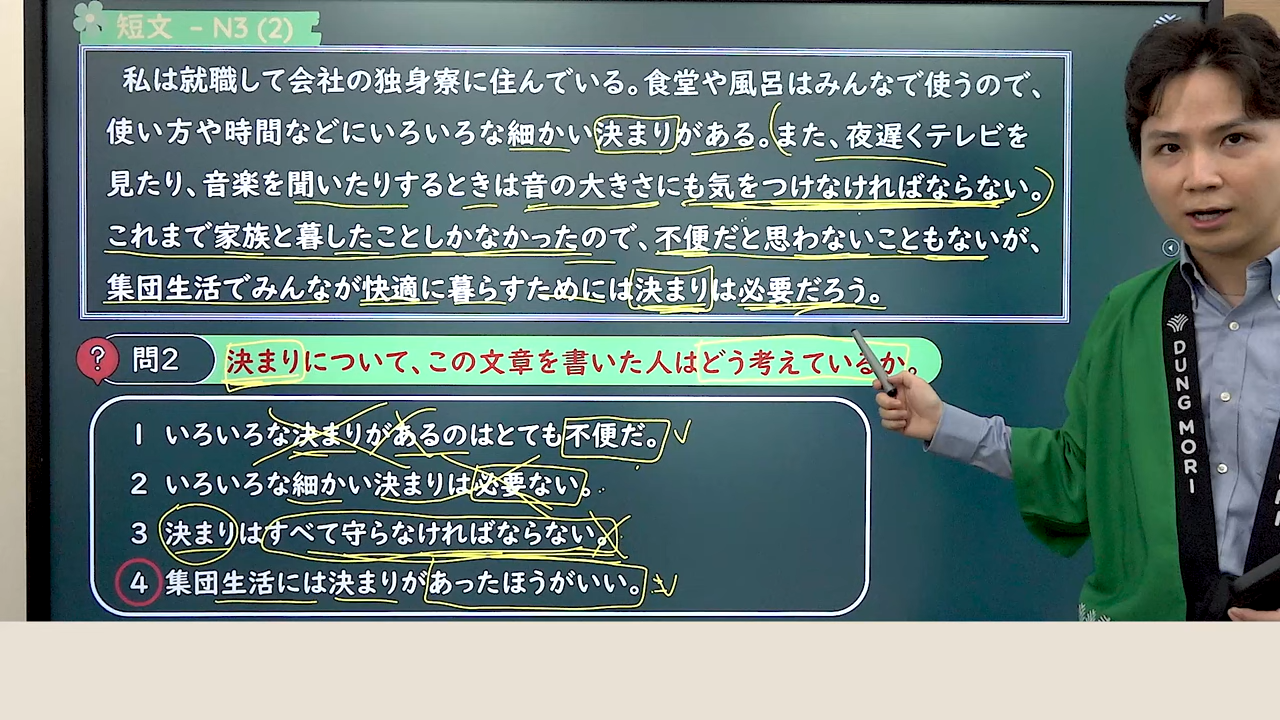 短文 - N3 (2)
私は就職して会社の独身寮に住んでいる。食堂や風呂はみんなで使うので、
使い方や時間などにいろいろな細かい決まりがある。また、夜遅くテレビを
見たり、音楽を聞いたりするときは音の大きさにも気をつけなければならない。
これまで家族と暮したことしかなかったので、不便だと思わないこともないが、
集団生活でみんなが快適に暮らすためには決まりは必要だろう。
? 問2 決まりについて、この文章を書いた人はどう考えているか。
1 いろいろな決まりがあるのはとても不便だ。
2 いろいろな細かい決まりは必要ない。
3 決まりはすべて守らなければならない。
4 集団生活には決まりがあったほうがいい。
DUNG MORI